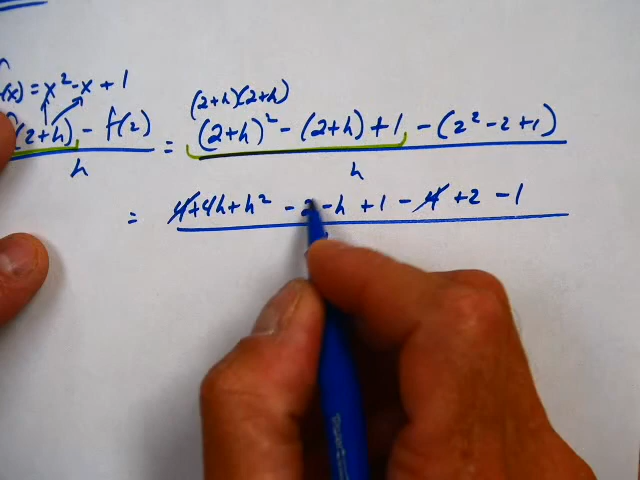 (x) = x² - x + 1
(2+h)(2+h)
(2+h) - f(2) = (2+h)² - (2+h) + 1 - (2² - 2 + 1)
h h
= 4 + 4h + h² - 2 - h + 1 - 4 + 2 - 1